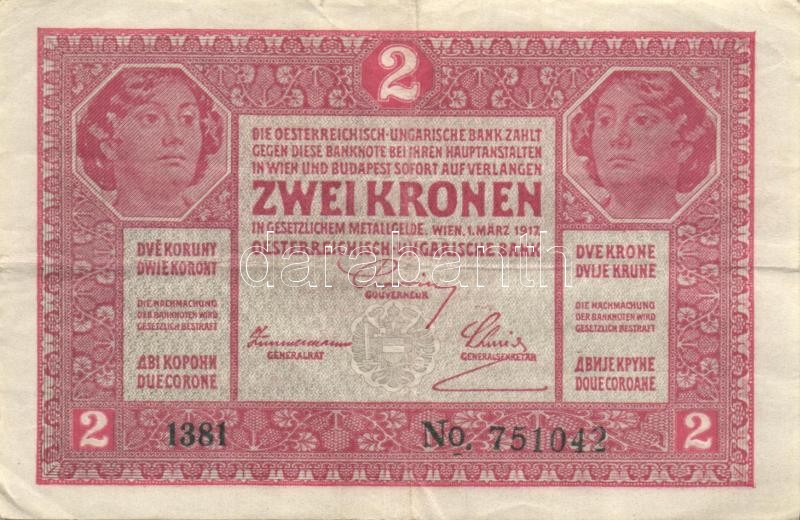 2
DIE OESTERREICHISCH-UNGARISCHE BANK ZAHLT
GEGEN DIESE BANKNOTE BEI IHREN HAUPTANSTALTEN
IN WIEN UND BUDAPEST SOFORT AUF VERLANGEN
ZWEI KRONEN
IN GESETZLICHEM METALLGELDE. WIEN, 1. MÄRZ 1917
OESTERREICHISCH-UNGARISCHE BANK
GOUVERNEUR
Zimmermann
GENERALRAT
GENERALSEKRETÄR
DVĚ KORUNY
DWIE KORONY
DIE NACHMACHUNG
DER BANKNOTEN WIRD
GESETZLICH BESTRAFT
ДВІ КОРОНИ
DUE CORONE
DVE KRONE
DVIJE KRUNE
DIE NACHMACHUNG
DER BANKNOTEN WIRD
GESETZLICH BESTRAFT
ДВИЈЕ КРУНЕ
DOUE COROANE
2
1381
No. 751042
2
darabanth